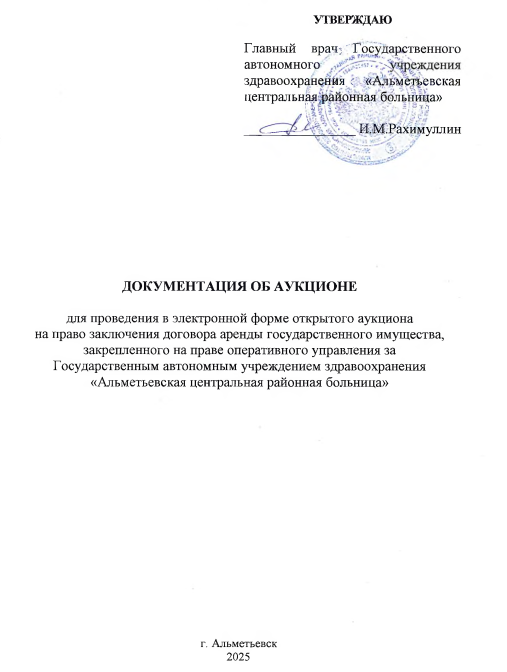 УТВЕРЖДАЮ
Главный врач Государственного
автономного учреждения
здравоохранения «Альметьевская
центральная районная больница»
И.М.Рахимуллин
ДОКУМЕНТАЦИЯ ОБ АУКЦИОНЕ
для проведения в электронной форме открытого аукциона
на право заключения договора аренды государственного имущества,
закрепленного на праве оперативного управления за
Государственным автономным учреждением здравоохранения
«Альметьевская центральная районная больница»
г. Альметьевск
2025